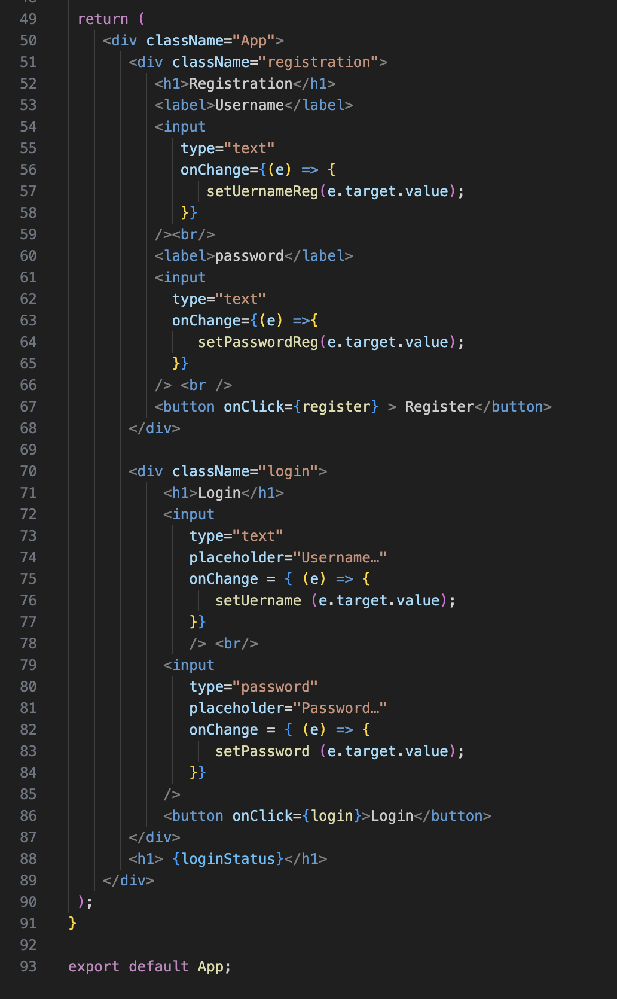 49 return (
50 <div className="App">
51 <div className="registration">
52 <h1>Registration</h1>
53 <label>Username</label>
54 <input
55 type="text"
56 onChange={(e) => {
57 setUernameReg(e.target.value);
58 }}
59 /><br/>
60 <label>password</label>
61 <input
62 type="text"
63 onChange={(e) =>{
64 setPasswordReg(e.target.value);
65 }}
66 /> <br />
67 <button onClick={register} > Register</button>
68 </div>
69
70 <div className="login">
71 <h1>Login</h1>
72 <input
73 type="text"
74 placeholder="Username…"
75 onChange = { (e) => {
76 setUername (e.target.value);
77 }}
78 /> <br/>
79 <input
80 type="password"
81 placeholder="Password…"
82 onChange = { (e) => {
83 setPassword (e.target.value);
84 }}
85 />
86 <button onClick={login}>Login</button>
87 </div>
88 <h1> {loginStatus}</h1>
89 </div>
90 );
91 }
92
93 export default App;